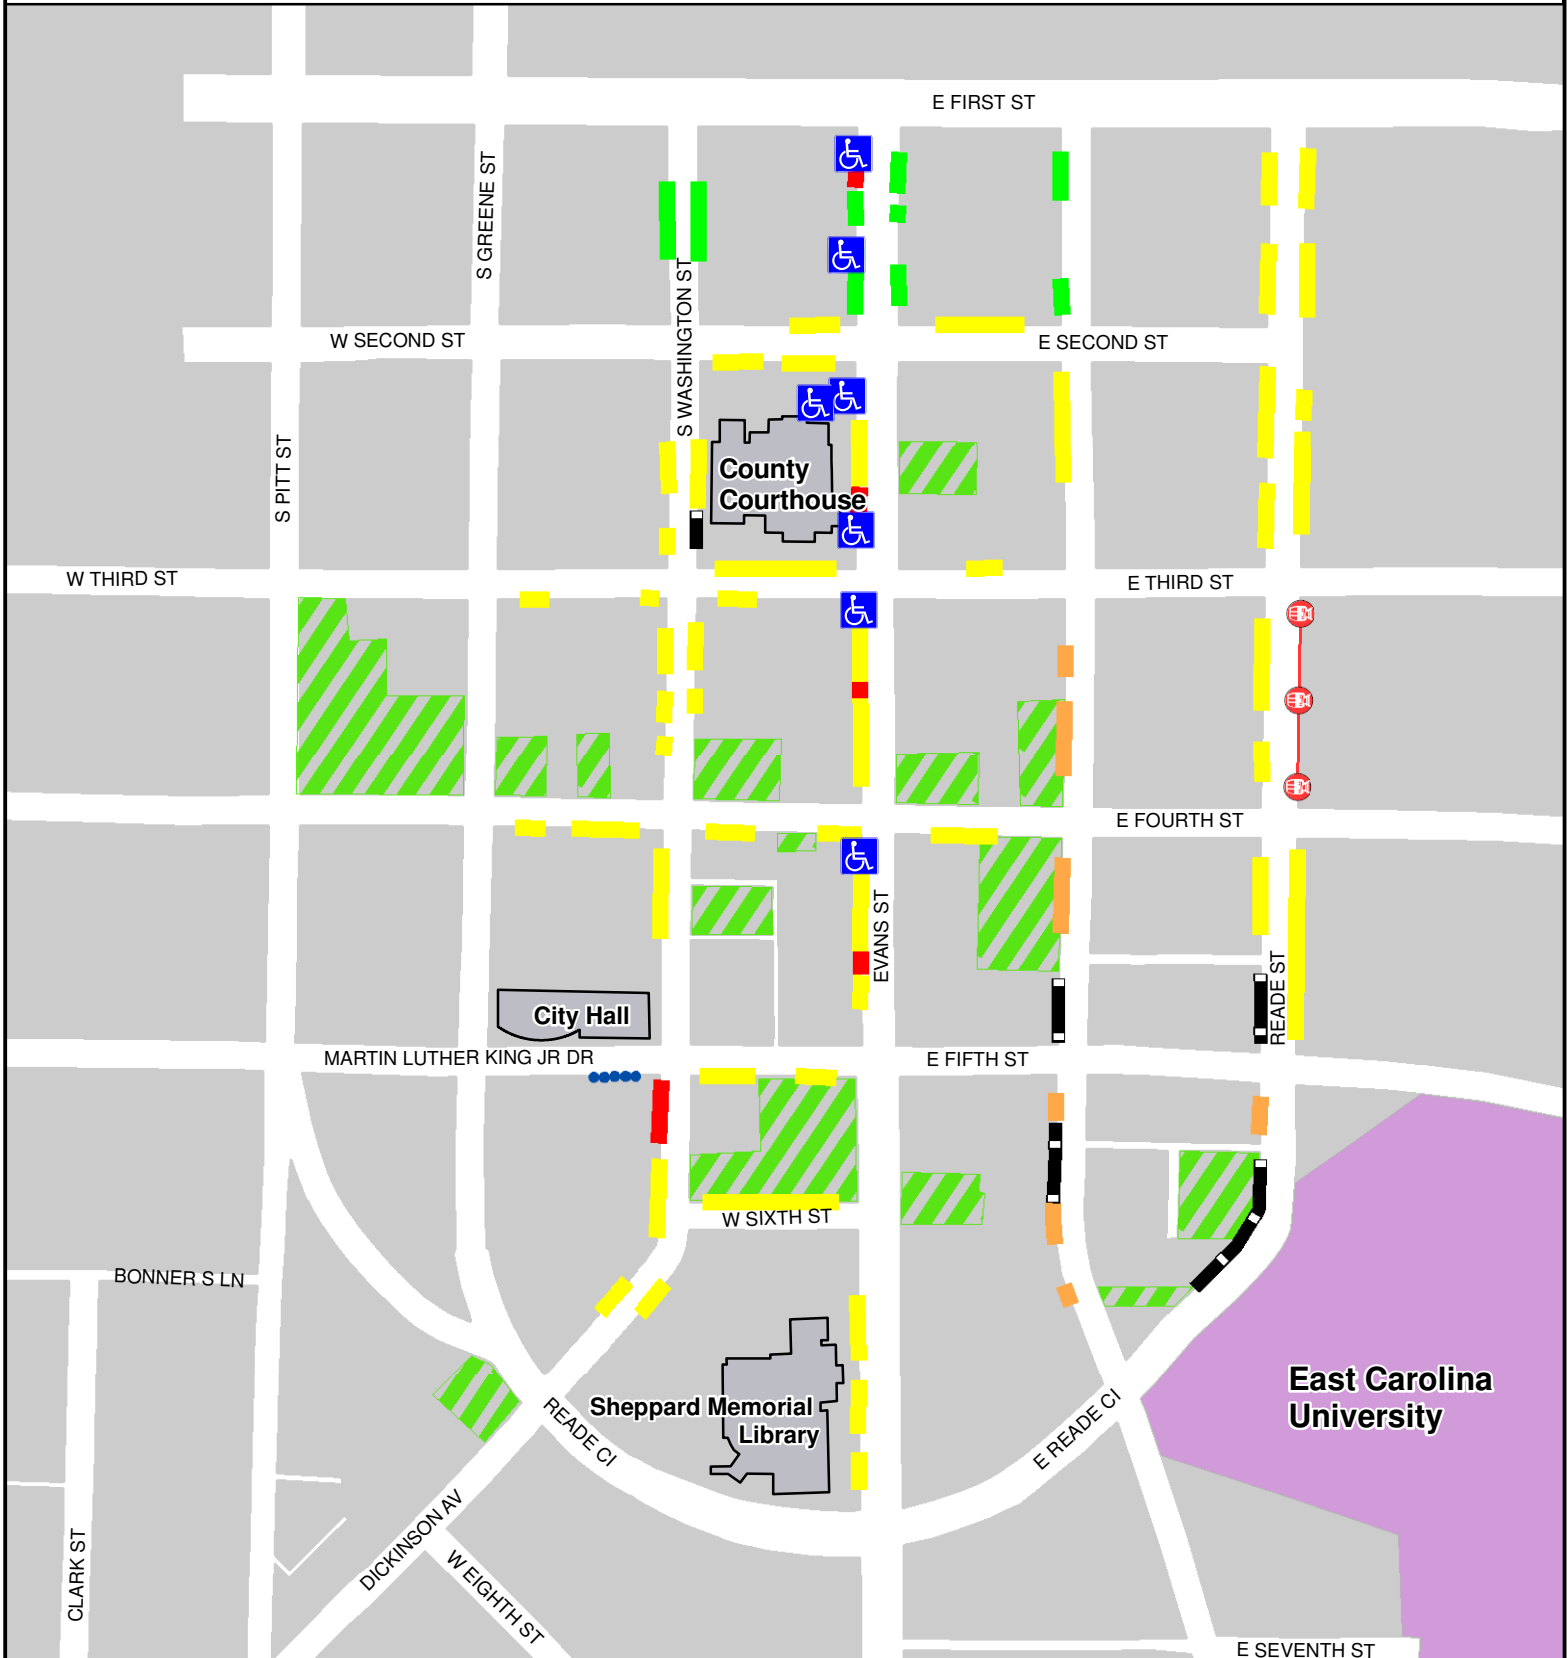 E FIRST ST
S GREENE ST
S WASHINGTON ST
W SECOND ST
E SECOND ST
S PITT ST
County
Courthouse
W THIRD ST
E THIRD ST
E FOURTH ST
EVANS ST
READE ST
City Hall
MARTIN LUTHER KING JR DR
E FIFTH ST
W SIXTH ST
BONNER S LN
East Carolina
University
Sheppard Memorial
Library
READE CI
E READE CI
DICKINSON AV
W EIGHTH ST
CLARK ST
E SEVENTH ST